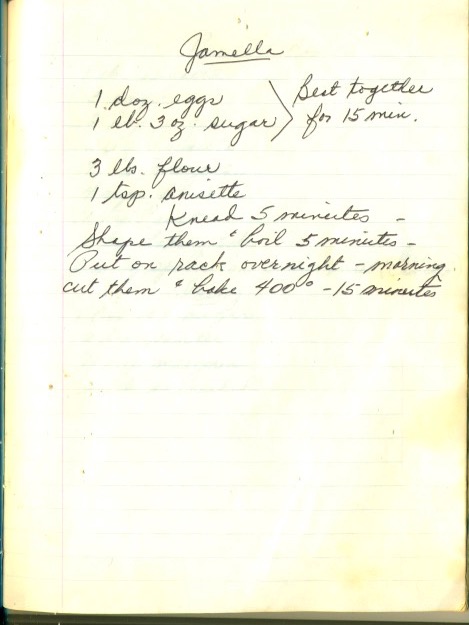 Jamella
1 doz. eggs
1 lb. 3 oz. sugar
Beat together
for 15 min.
3 lbs. flour
1 tsp. anisette
Knead 5 minutes -
Shape them & boil 5 minutes -
Put on rack overnight - morning
cut them & bake 400° - 15 minutes